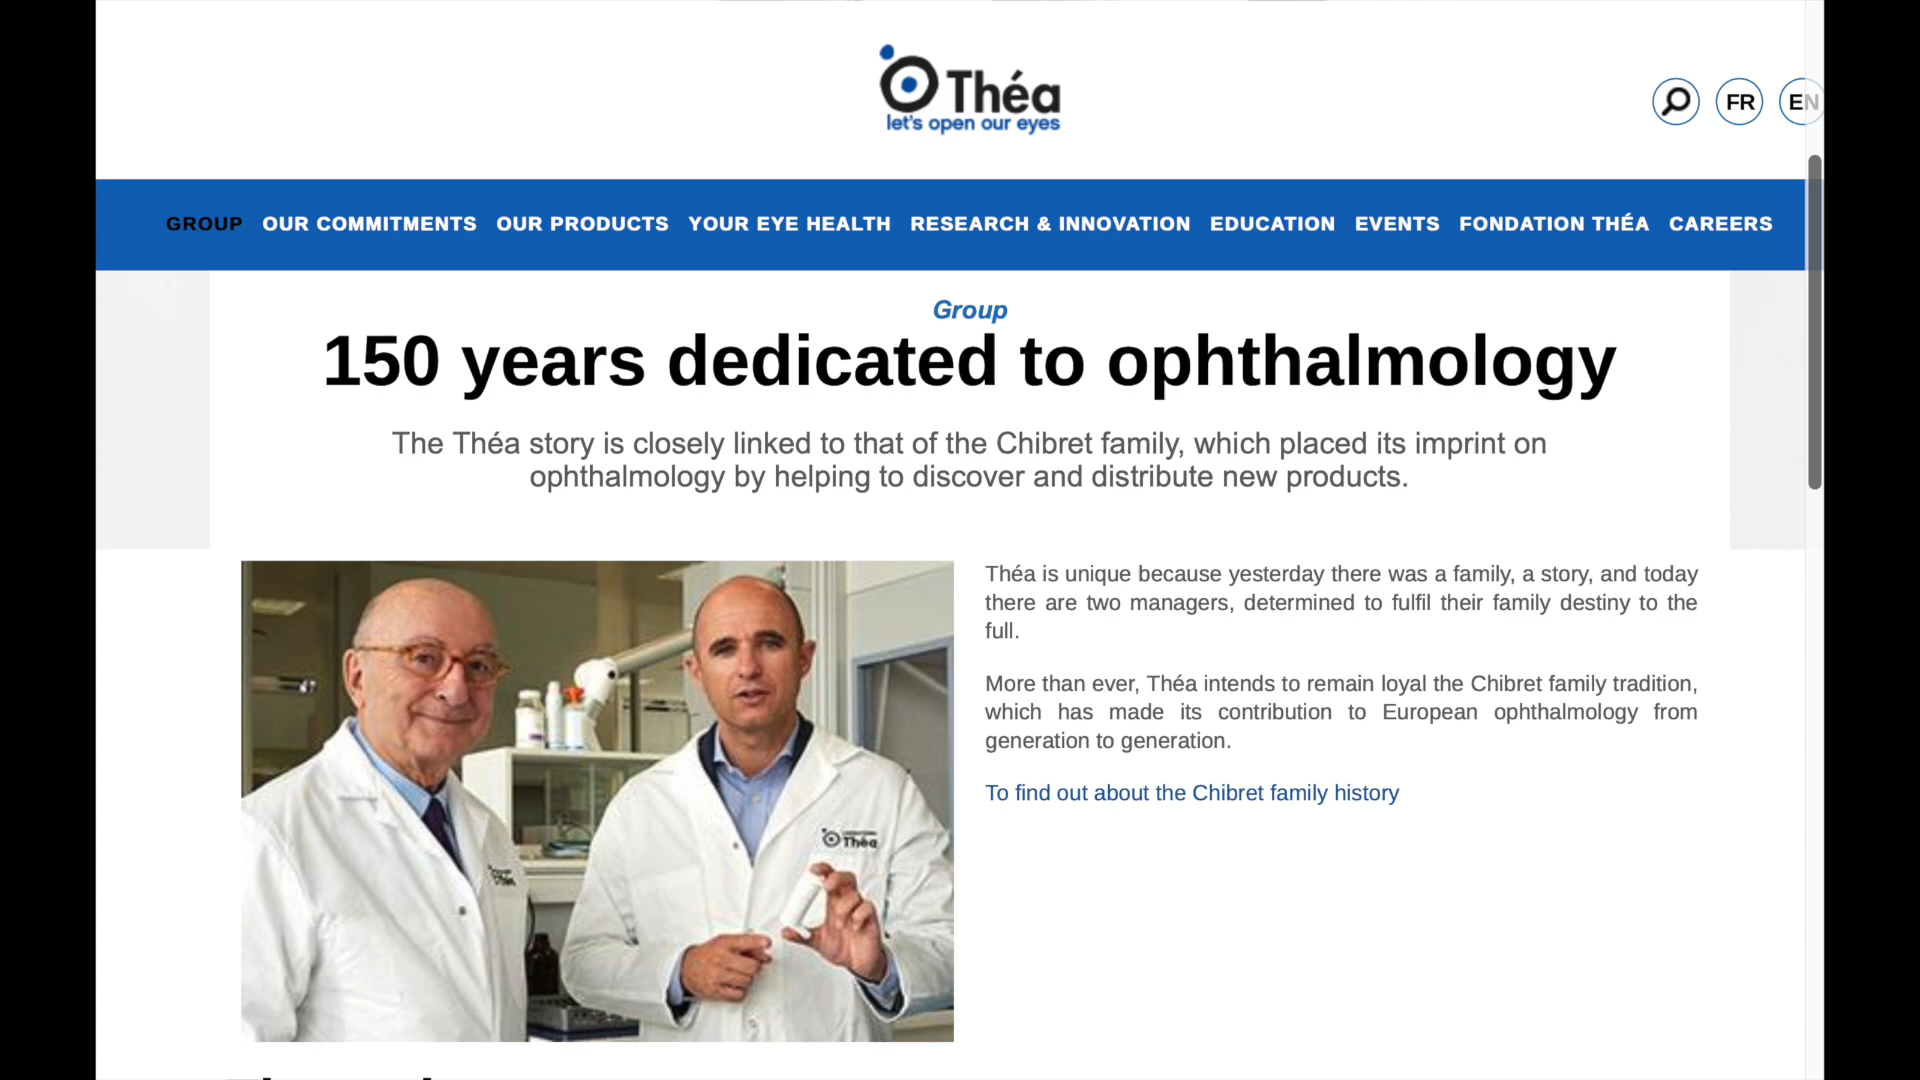 Théa
let's open our eyes
FR
EN
GROUP OUR COMMITMENTS OUR PRODUCTS YOUR EYE HEALTH RESEARCH & INNOVATION EDUCATION EVENTS FONDATION THÉA CAREERS
Group
150 years dedicated to ophthalmology
The Théa story is closely linked to that of the Chibret family, which placed its imprint on
ophthalmology by helping to discover and distribute new products.
Théa is unique because yesterday there was a family, a story, and today
there are two managers, determined to fulfil their family destiny to the
full.
More than ever, Théa intends to remain loyal the Chibret family tradition,
which has made its contribution to European ophthalmology from
generation to generation.
To find out about the Chibret family history
Théa